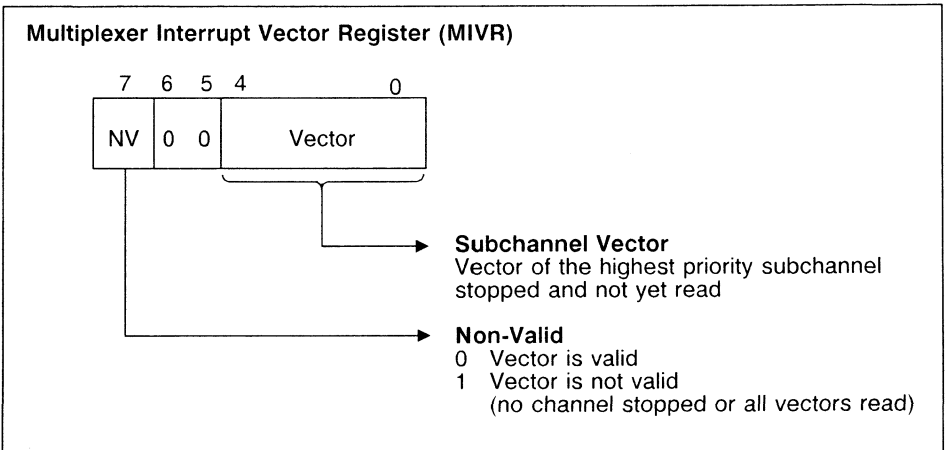 Multiplexer Interrupt Vector Register (MIVR)
7 6 5 4 0
NV 0 0 Vector
Subchannel Vector
Vector of the highest priority subchannel
stopped and not yet read
Non-Valid
0 Vector is valid
1 Vector is not valid
(no channel stopped or all vectors read)